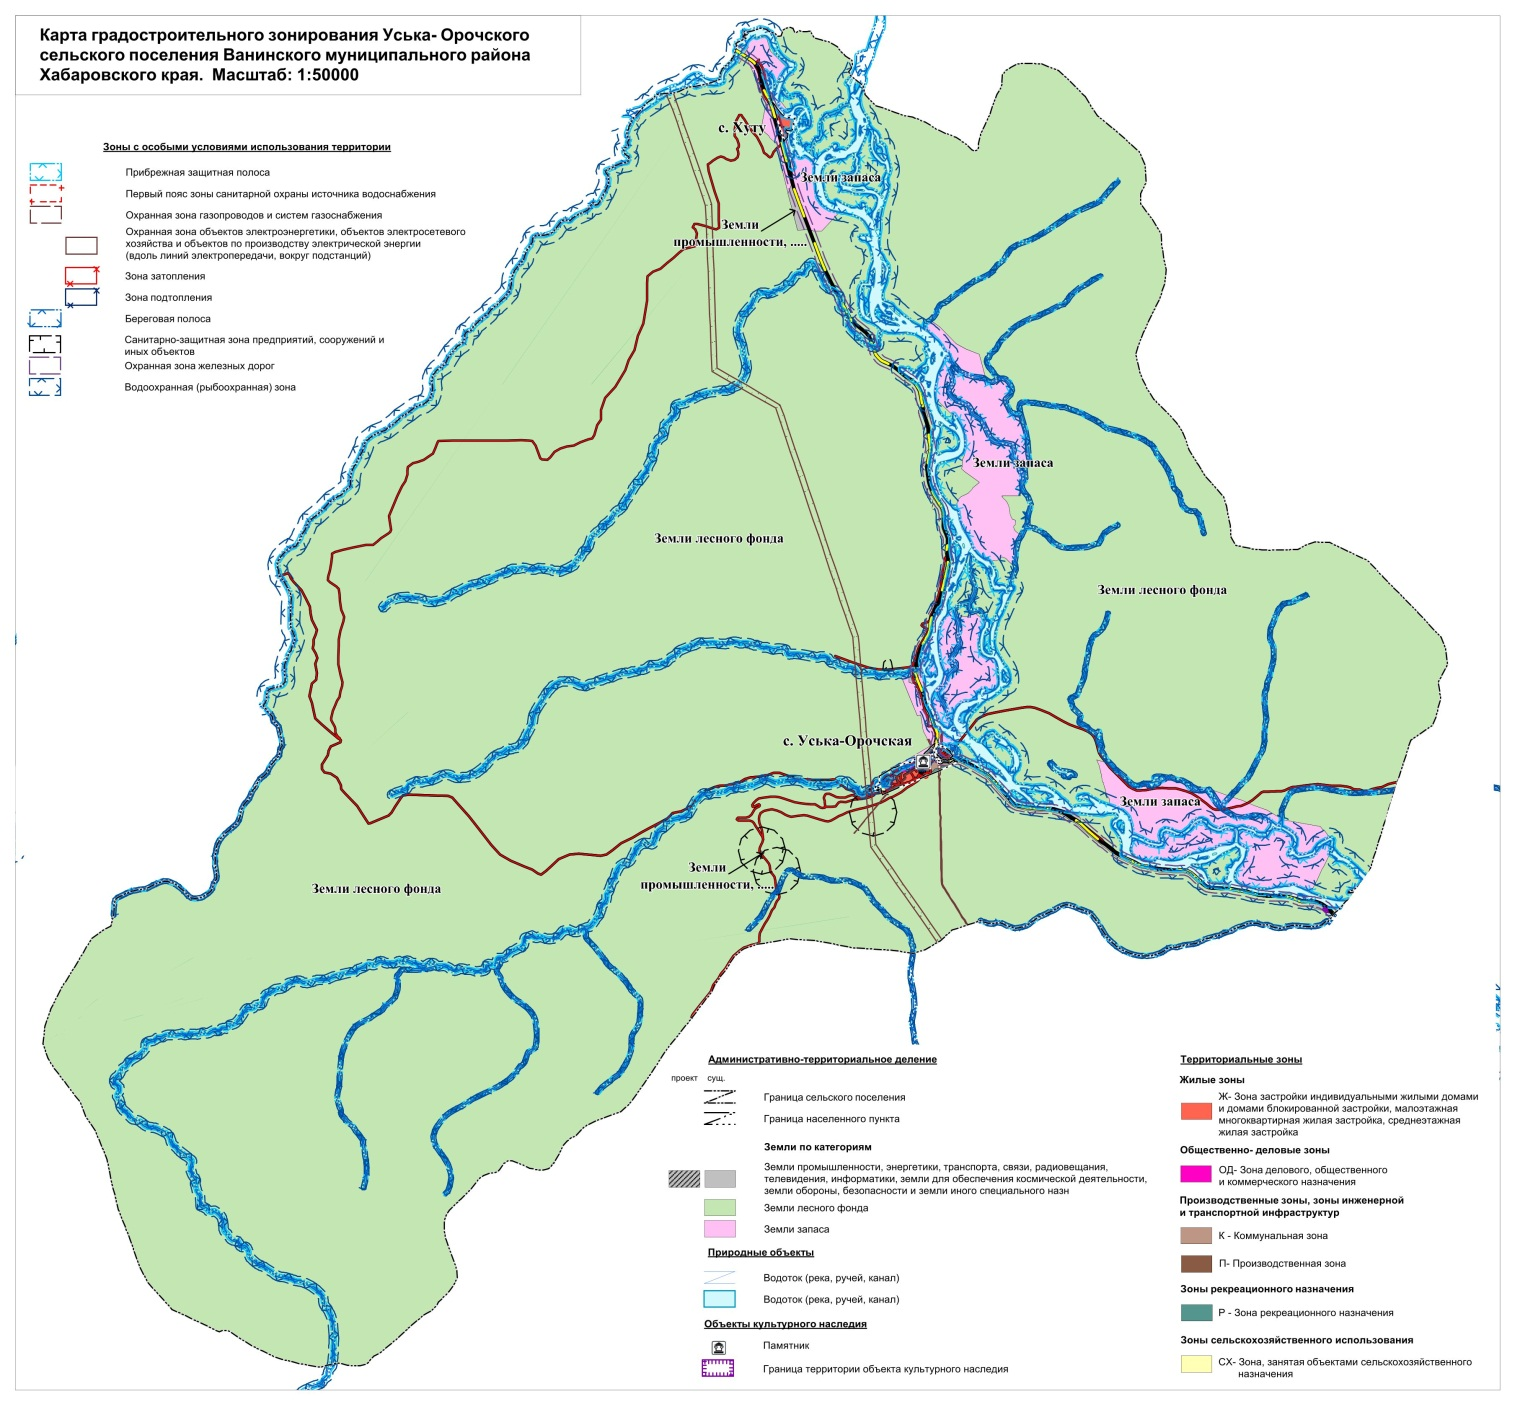 Карта градостроительного зонирования Уська- Орочского
сельского поселения Ванинского муниципального района
Хабаровского края. Масштаб: 1:50000
Зоны с особыми условиями использования территории
Прибрежная защитная полоса
Первый пояс зоны санитарной охраны источника водоснабжения
Охранная зона газопроводов и систем газоснабжения
Охранная зона объектов электроэнергетики, объектов электросетевого
хозяйства и объектов по производству электрической энергии
(вдоль линий электропередачи, вокруг подстанций)
Зона затопления
Зона подтопления
Береговая полоса
Санитарно-защитная зона предприятий, сооружений и
иных объектов
Охранная зона железных дорог
Водоохранная (рыбоохранная) зона
с. Хуту
Земли запаса
Земли
промышленности, .....
Земли запаса
Земли лесного фонда
Земли лесного фонда
с. Уська-Орочская
Земли запаса
Земли
промышленности, .....
Земли лесного фонда
Административно-территориальное деление
проект сущ.
Граница сельского поселения
Граница населенного пункта
Земли по категориям
Земли промышленности, энергетики, транспорта, связи, радиовещания,
телевидения, информатики, земли для обеспечения космической деятельности,
земли обороны, безопасности и земли иного специального назн
Земли лесного фонда
Земли запаса
Природные объекты
Водоток (река, ручей, канал)
Водоток (река, ручей, канал)
Объекты культурного наследия
Памятник
Граница территории объекта культурного наследия
Территориальные зоны
Жилые зоны
Ж- Зона застройки индивидуальными жилыми домами
и домами блокированной застройки, малоэтажная
многоквартирная жилая застройка, среднеэтажная
жилая застройка
Общественно- деловые зоны
ОД- Зона делового, общественного
и коммерческого назначения
Производственные зоны, зоны инженерной
и транспортной инфраструктур
К - Коммунальная зона
П- Производственная зона
Зоны рекреационного назначения
Р - Зона рекреационного назначения
Зоны сельскохозяйственного использования
СХ- Зона, занятая объектами сельскохозяйственного
назначения